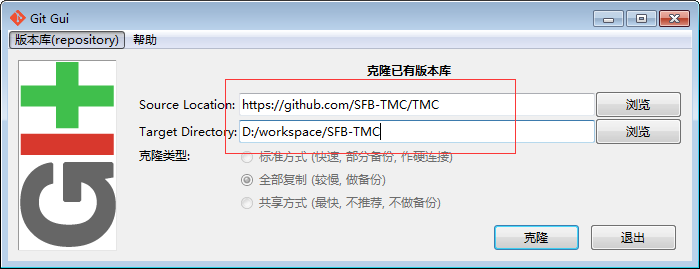 Git Gui
版本库(repository) 帮助
克隆已有版本库
Source Location: https://github.com/SFB-TMC/TMC 浏览
Target Directory: D:/workspace/SFB-TMC 浏览
克隆类型: 标准方式 (快速, 部分备份, 作硬连接)
全部复制 (较慢, 做备份)
共享方式 (最快, 不推荐, 不做备份)
克隆 退出
GIT